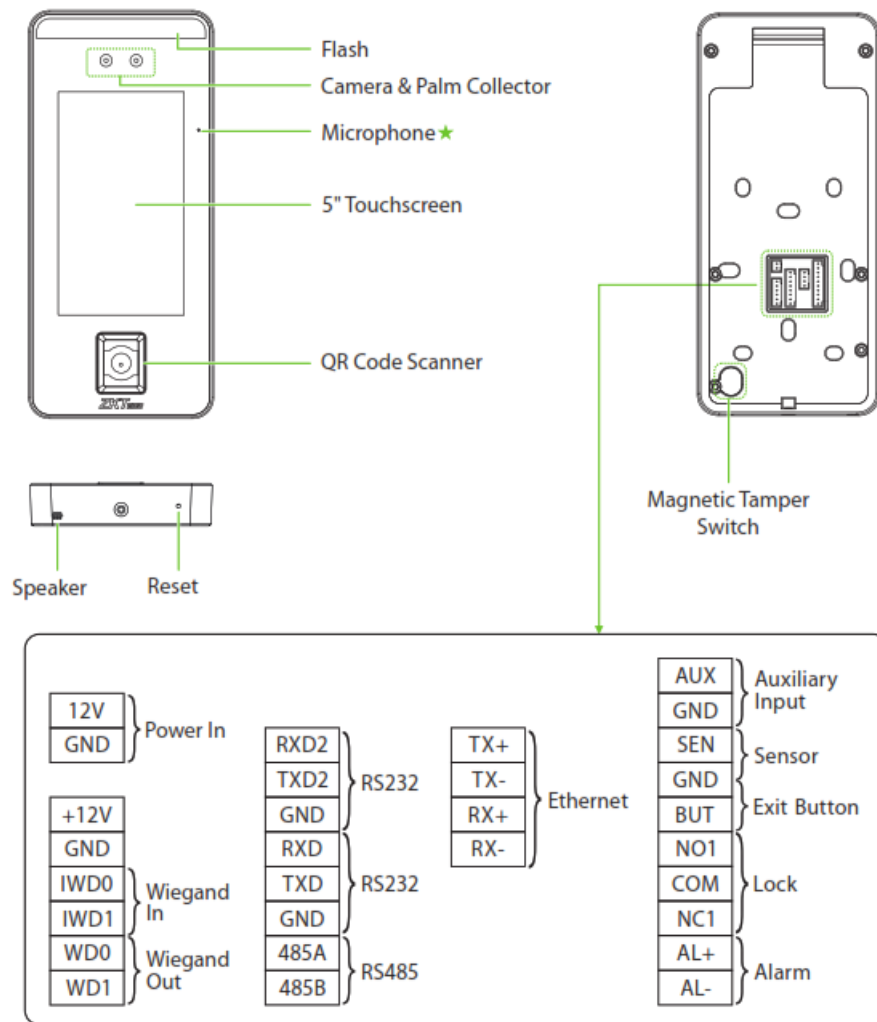 Flash
Camera & Palm Collector
Microphone★
5" Touchscreen
QR Code Scanner
ZKT
Magnetic Tamper
Switch
Speaker
Reset
12V
GND
Power In
+12V
GND
IWD0
IWD1
Wiegand
In
WD0
WD1
Wiegand
Out
RXD2
TXD2
GND
RS232
RXD
TXD
GND
RS232
485A
485B
RS485
TX+
TX-
RX+
RX-
Ethernet
AUX
GND
Auxiliary
Input
SEN
GND
Sensor
BUT
Exit Button
NO1
COM
NC1
Lock
AL+
AL-
Alarm